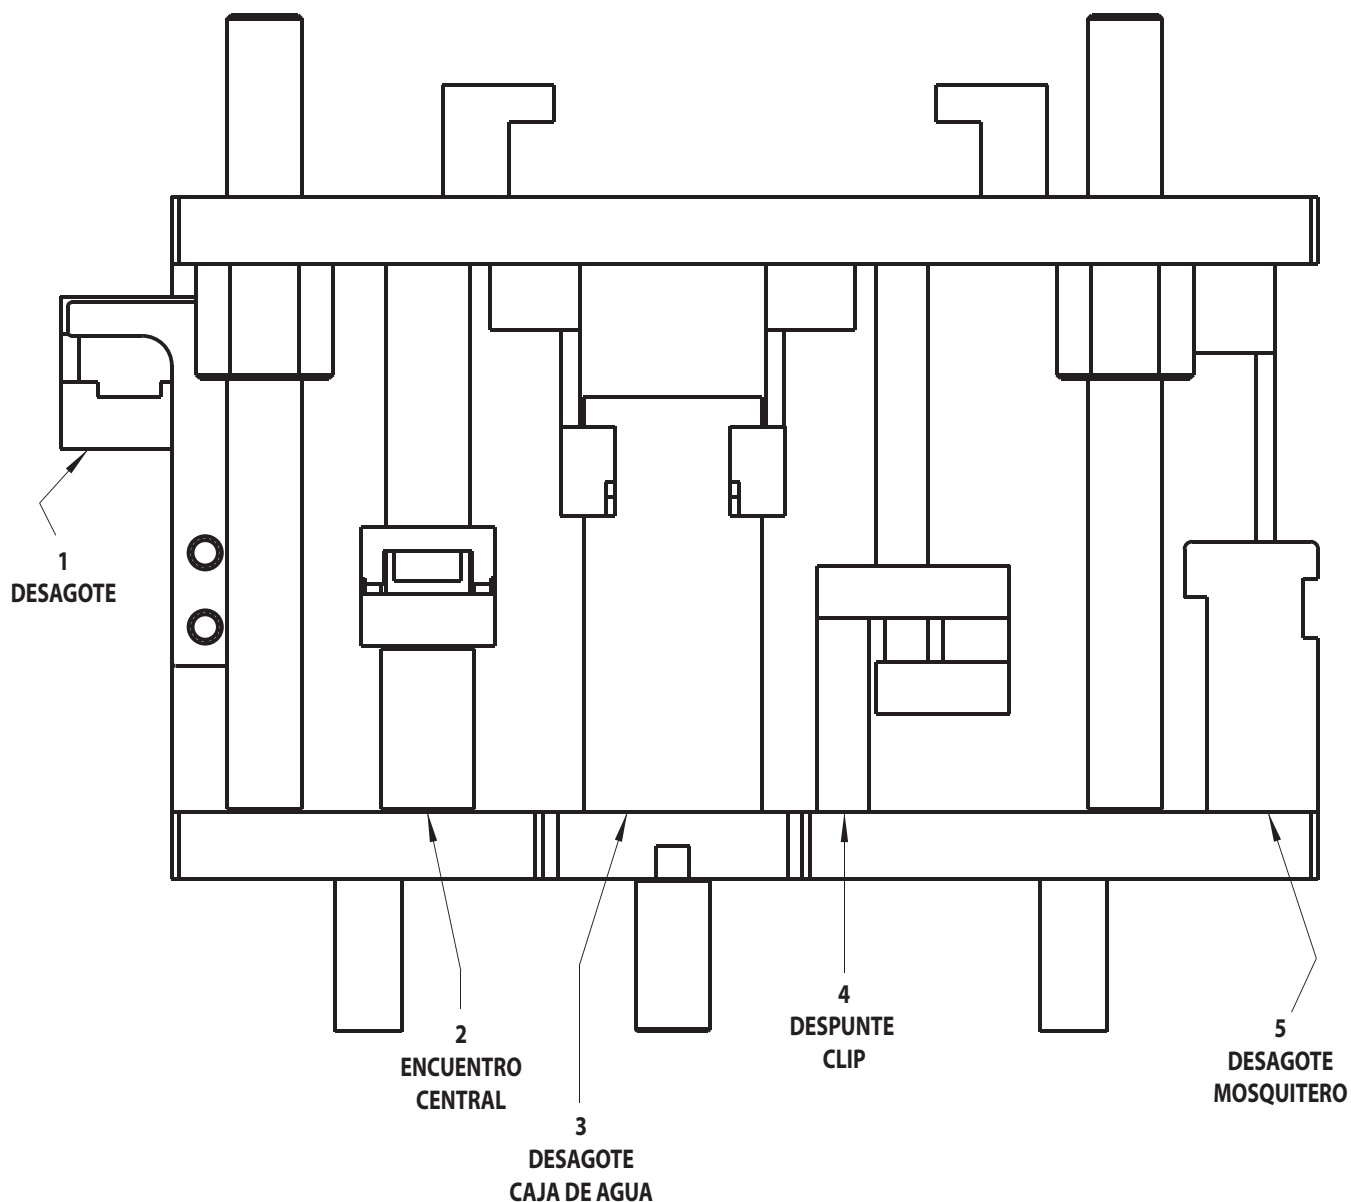 1
DESAGOTE
2
ENCUENTRO
CENTRAL
3
DESAGOTE
CAJA DE AGUA
4
DESPUNTE
CLIP
5
DESAGOTE
MOSQUITERO